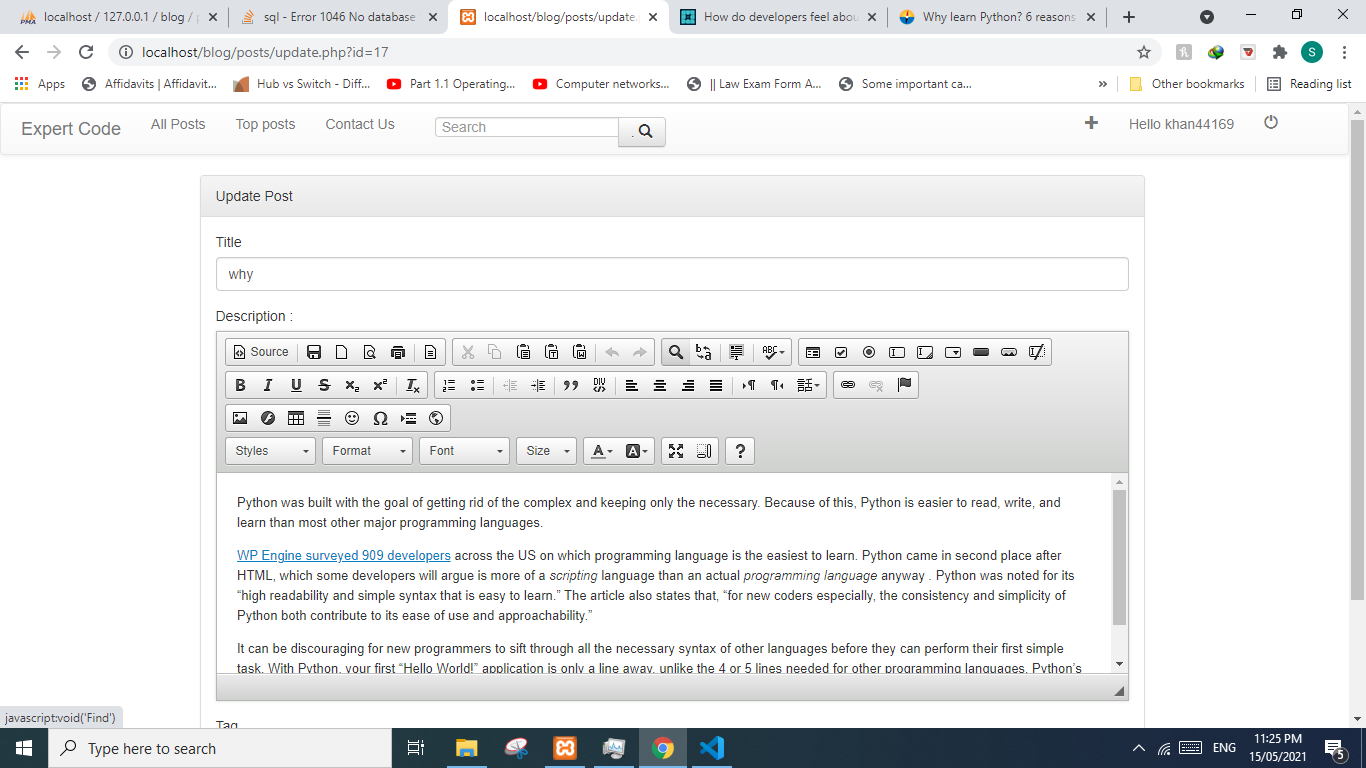 localhost / 127.0.0.1 / blog / p
sql - Error 1046 No database
localhost/blog/posts/update.
How do developers feel abou
Why learn Python? 6 reasons
localhost/blog/posts/update.php?id=17
S
Apps
Affidavits | Affidavit...
Hub vs Switch - Diff...
Part 1.1 Operating...
Computer networks...
|| Law Exam Form A...
Some important ca...
»
Other bookmarks
Reading list
Expert Code
All Posts
Top posts
Contact Us
Search
Hello khan44169
Update Post
Title
why
Description :
Source
Styles
Format
Font
Size
Python was built with the goal of getting rid of the complex and keeping only the necessary. Because of this, Python is easier to read, write, and
learn than most other major programming languages.
WP Engine surveyed 909 developers across the US on which programming language is the easiest to learn. Python came in second place after
HTML, which some developers will argue is more of a scripting language than an actual programming language anyway . Python was noted for its
“high readability and simple syntax that is easy to learn.” The article also states that, “for new coders especially, the consistency and simplicity of
Python both contribute to its ease of use and approachability.”
It can be discouraging for new programmers to sift through all the necessary syntax of other languages before they can perform their first simple
task. With Python, your first “Hello World!” application is only a line away, unlike the 4 or 5 lines needed for other programming languages. Python’s
Tag
javascript:void('Find')
Type here to search
ENG
11:25 PM
15/05/2021
5